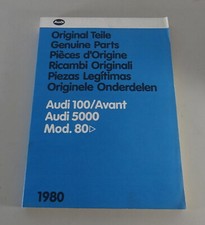 Audi
Original Teile
Genuine Parts
Pièces d'Origine
Ricambi Originali
Piezas Legítimas
Originele Onderdelen
Audi 100/Avant
Audi 5000
Mod. 80▷
1980